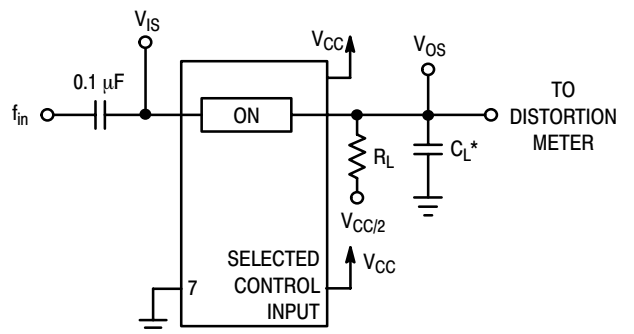 V_IS
V_CC
V_OS
0.1 μF
f_in
ON
TO
DISTORTION
METER
R_L
C_L*
V_CC/2
SELECTED
CONTROL
INPUT
7
V_CC